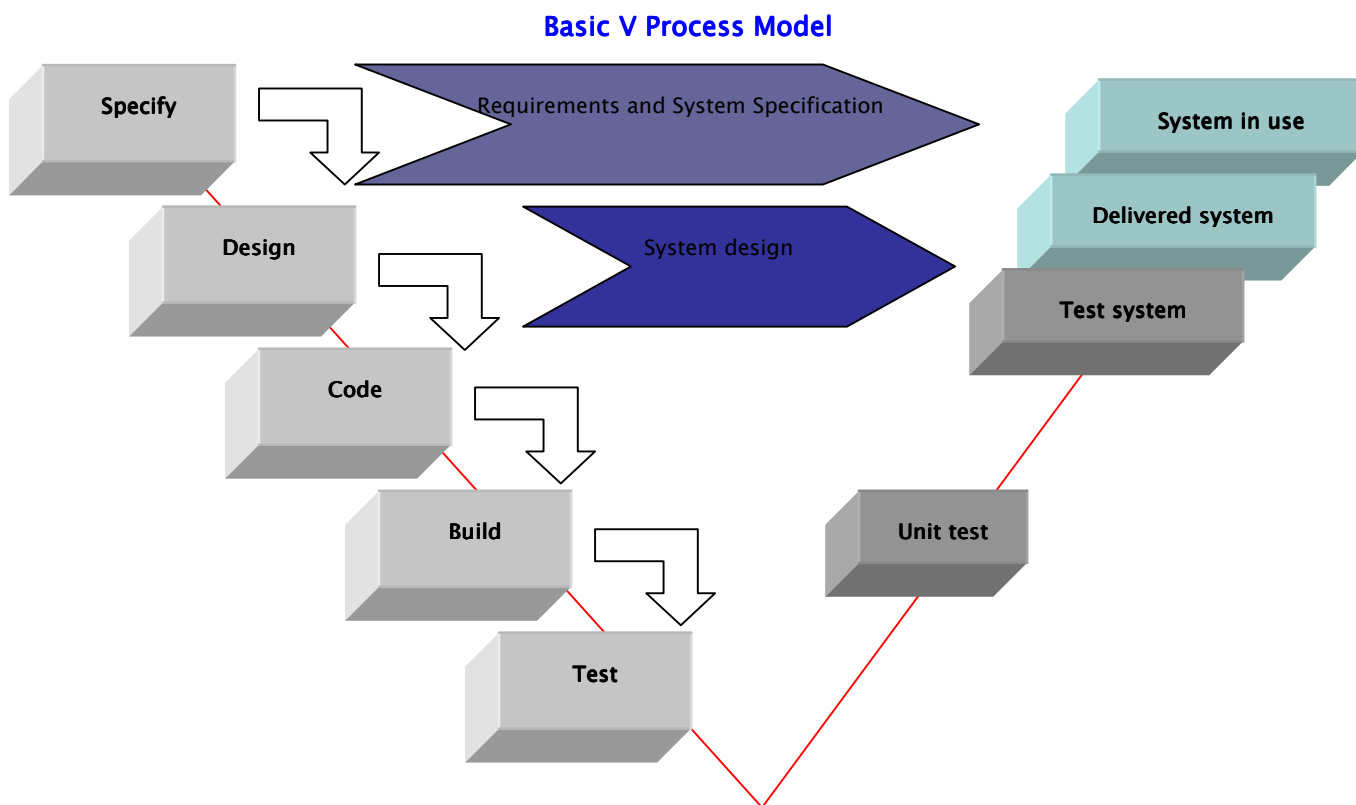 Basic V Process Model
Specify
Requirements and System Specification
System in use
Design
System design
Delivered system
Test system
Code
Build
Unit test
Test